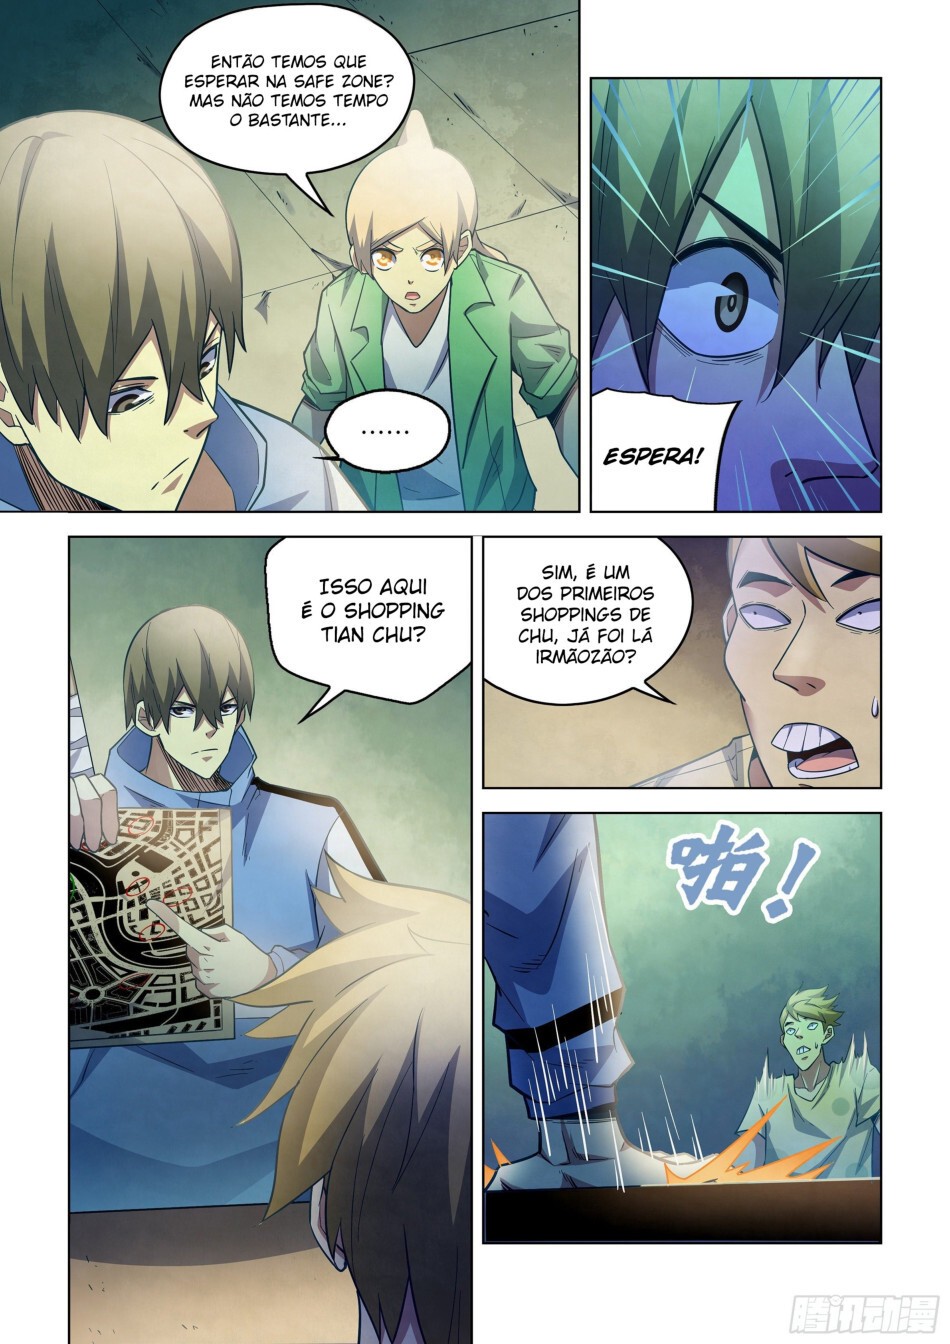 ENTÃO TEMOS QUE
ESPERAR NA SAFE ZONE?
MAS NÃO TEMOS TEMPO
O BASTANTE...
......
ESPERA!
ISSO AQUI
É O SHOPPING
TIAN CHU?
SIM, É UM
DOS PRIMEIROS
SHOPPINGS DE
CHU, JÁ FOI LÁ
IRMÃOZÃO?
啪!
腾讯动漫